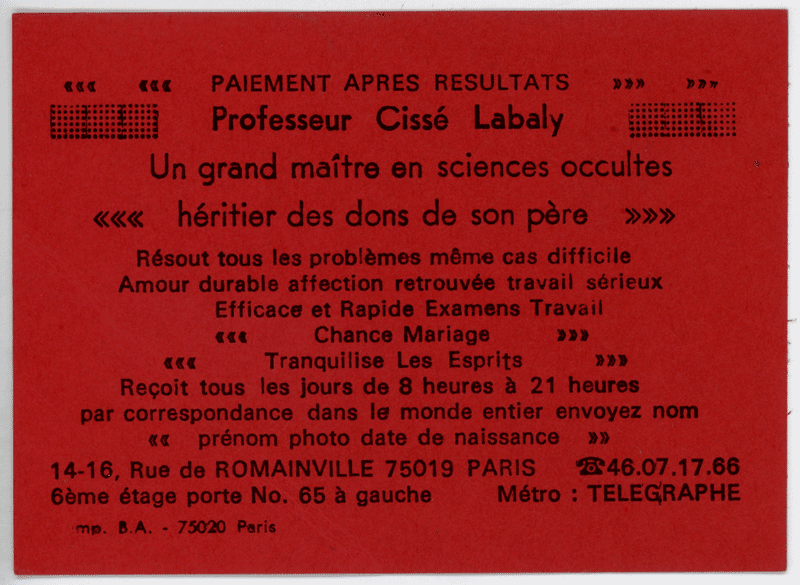 ««« ««« PAIEMENT APRES RESULTATS »»» »»»
Professeur Cissé Labaly
Un grand maître en sciences occultes
««« héritier des dons de son père »»»
Résout tous les problèmes même cas difficile
Amour durable affection retrouvée travail sérieux
Efficace et Rapide Examens Travail
««« Chance Mariage »»»
««« Tranquilise Les Esprits »»»
Reçoit tous les jours de 8 heures à 21 heures
par correspondance dans le monde entier envoyez nom
«« prénom photo date de naissance »»
14-16, Rue de ROMAINVILLE 75019 PARIS ☎46.07.17.66
6ème étage porte No. 65 à gauche Métro : TELEGRAPHE
mp. B.A. - 75020 Paris